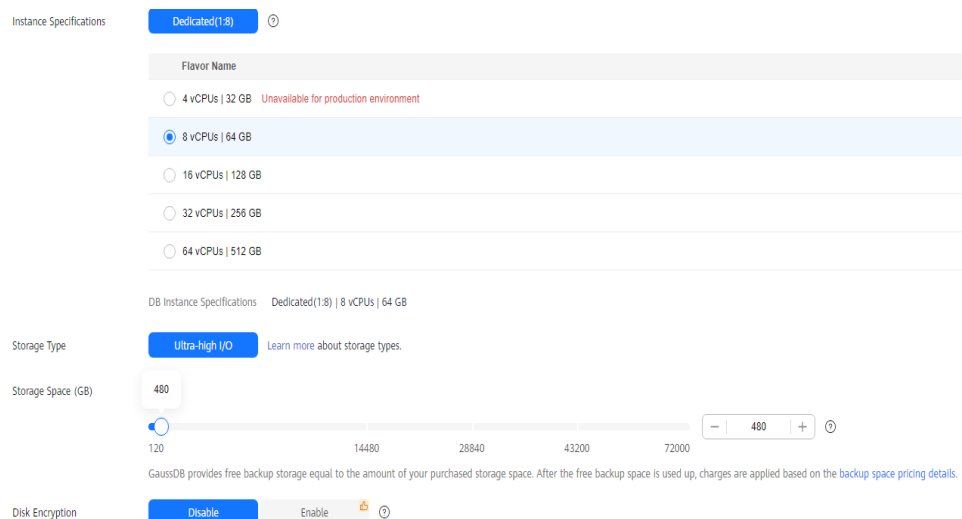 Instance Specifications Dedicated(1:8) ?
Flavor Name
4 vCPUs | 32 GB Unavailable for production environment
8 vCPUs | 64 GB
16 vCPUs | 128 GB
32 vCPUs | 256 GB
64 vCPUs | 512 GB
DB Instance Specifications Dedicated(1:8) | 8 vCPUs | 64 GB
Storage Type Ultra-high I/O Learn more about storage types.
Storage Space (GB) 480
− 480 + ?
120 14480 28840 43200 72000
GaussDB provides free backup storage equal to the amount of your purchased storage space. After the free backup space is used up, charges are applied based on the backup space pricing details.
Disk Encryption Disable Enable ?